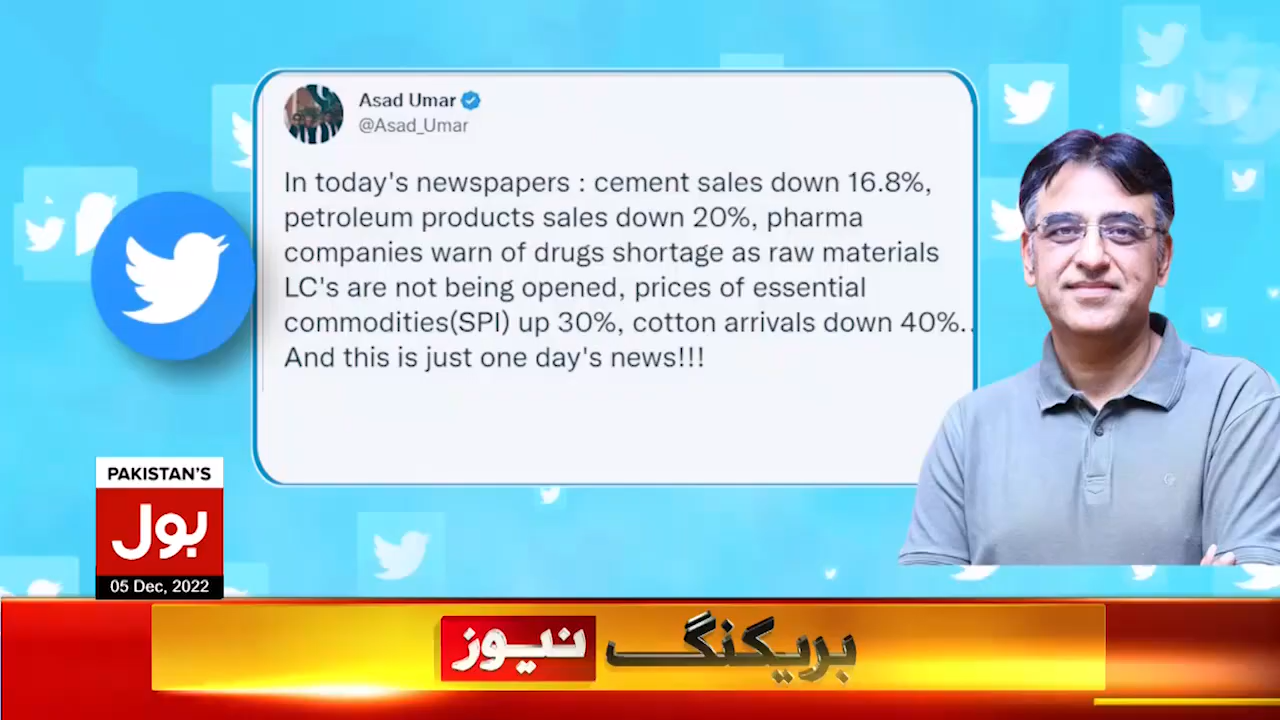 Asad Umar
@Asad_Umar
In today's newspapers : cement sales down 16.8%,
petroleum products sales down 20%, pharma
companies warn of drugs shortage as raw materials
LC's are not being opened, prices of essential
commodities(SPI) up 30%, cotton arrivals down 40%..
And this is just one day's news!!!
PAKISTAN'S
بول
05 Dec, 2022
بریکنگ نیوز